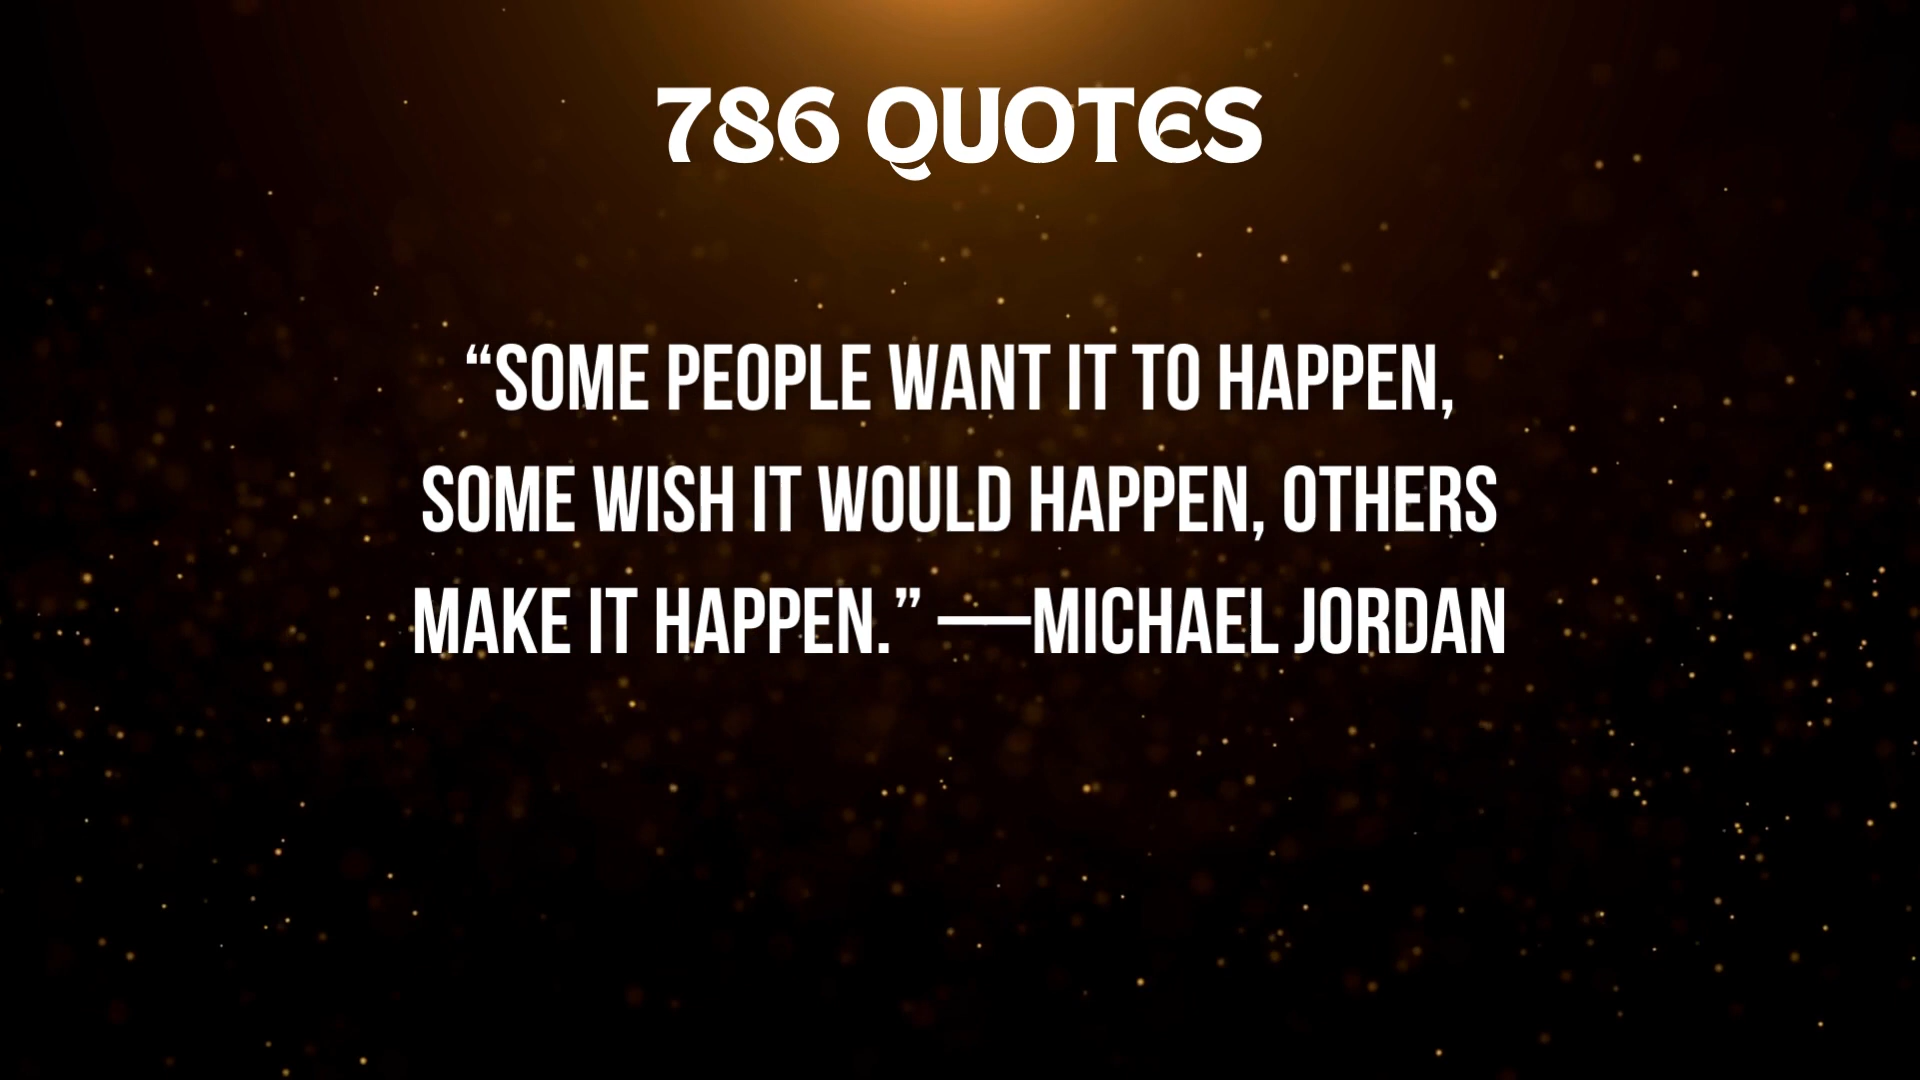 786 QUOTES
“SOME PEOPLE WANT IT TO HAPPEN,
SOME WISH IT WOULD HAPPEN, OTHERS
MAKE IT HAPPEN.” —MICHAEL JORDAN